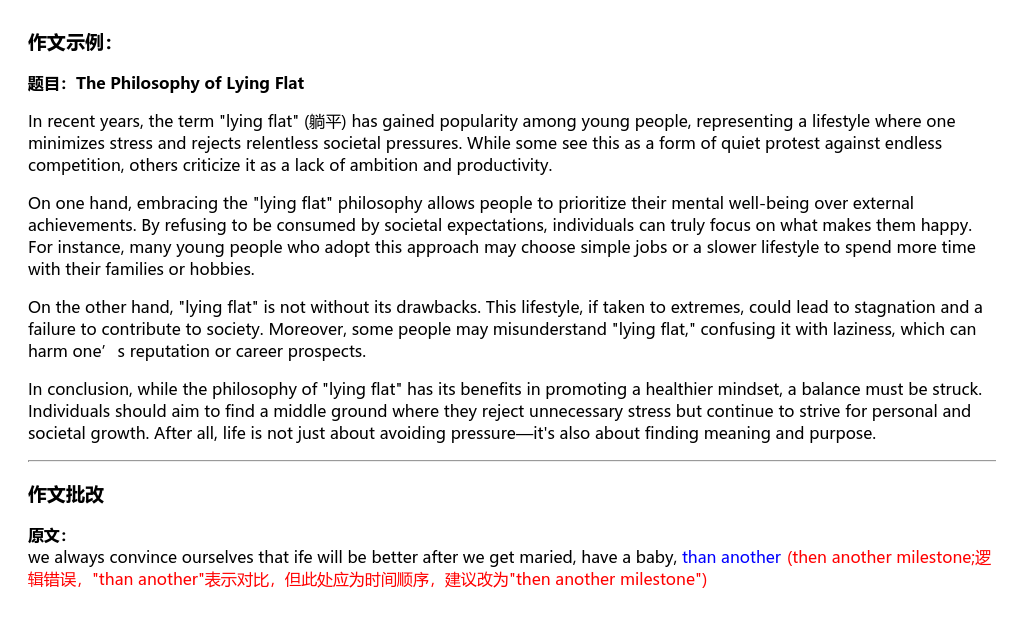 作文示例：
题目：The Philosophy of Lying Flat
In recent years, the term "lying flat" (躺平) has gained popularity among young people, representing a lifestyle where one
minimizes stress and rejects relentless societal pressures. While some see this as a form of quiet protest against endless
competition, others criticize it as a lack of ambition and productivity.
On one hand, embracing the "lying flat" philosophy allows people to prioritize their mental well-being over external
achievements. By refusing to be consumed by societal expectations, individuals can truly focus on what makes them happy.
For instance, many young people who adopt this approach may choose simple jobs or a slower lifestyle to spend more time
with their families or hobbies.
On the other hand, "lying flat" is not without its drawbacks. This lifestyle, if taken to extremes, could lead to stagnation and a
failure to contribute to society. Moreover, some people may misunderstand "lying flat," confusing it with laziness, which can
harm one’s reputation or career prospects.
In conclusion, while the philosophy of "lying flat" has its benefits in promoting a healthier mindset, a balance must be struck.
Individuals should aim to find a middle ground where they reject unnecessary stress but continue to strive for personal and
societal growth. After all, life is not just about avoiding pressure—it's also about finding meaning and purpose.
作文批改
原文：
we always convince ourselves that ife will be better after we get maried, have a baby, than another (then another milestone;逻
辑错误，"than another"表示对比，但此处应为时间顺序，建议改为"then another milestone")